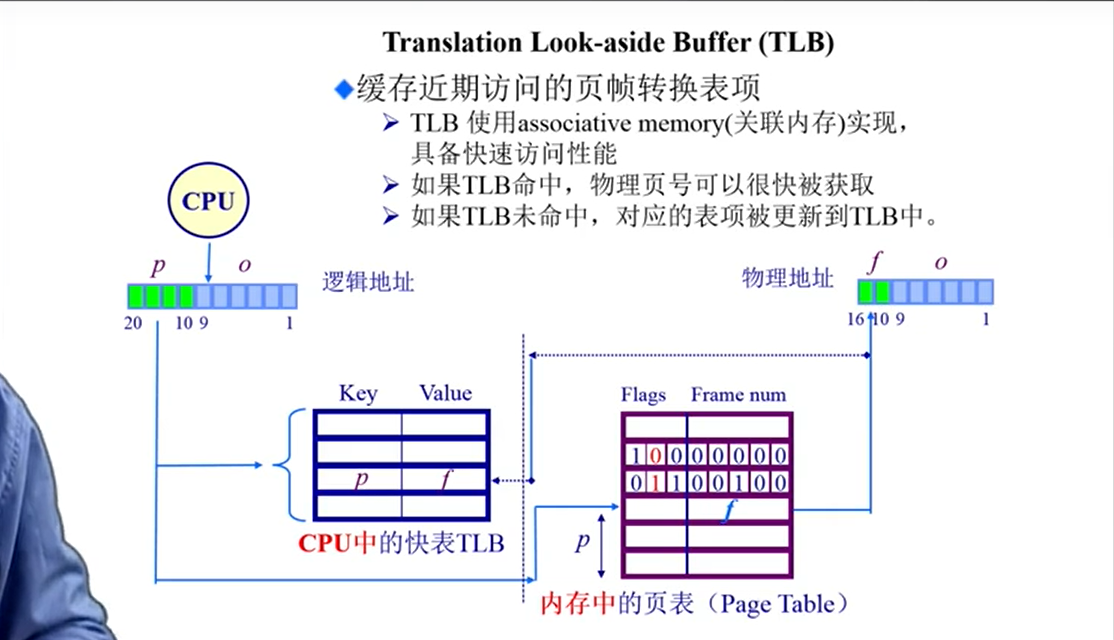 Translation Look-aside Buffer (TLB)
缓存近期访问的页帧转换表项
TLB 使用associative memory(关联内存)实现，
具备快速访问性能
如果TLB命中，物理页号可以很快被获取
如果TLB未命中，对应的表项被更新到TLB中。
CPU
p o
逻辑地址
20 10 9 1
物理地址
f o
16 10 9 1
Key Value
p f
CPU中的快表TLB
Flags Frame num
1 0 0 0 0 0 0 0
0 1 1 0 0 1 0 0
f
p
内存中的页表（Page Table）